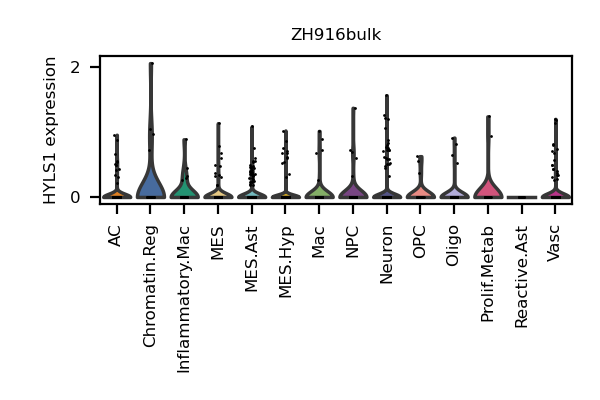 ZH916bulk
HYLS1 expression
2
0
AC
Chromatin.Reg
Inflammatory.Mac
MES
MES.Ast
MES.Hyp
Mac
NPC
Neuron
OPC
Oligo
Prolif.Metab
Reactive.Ast
Vasc